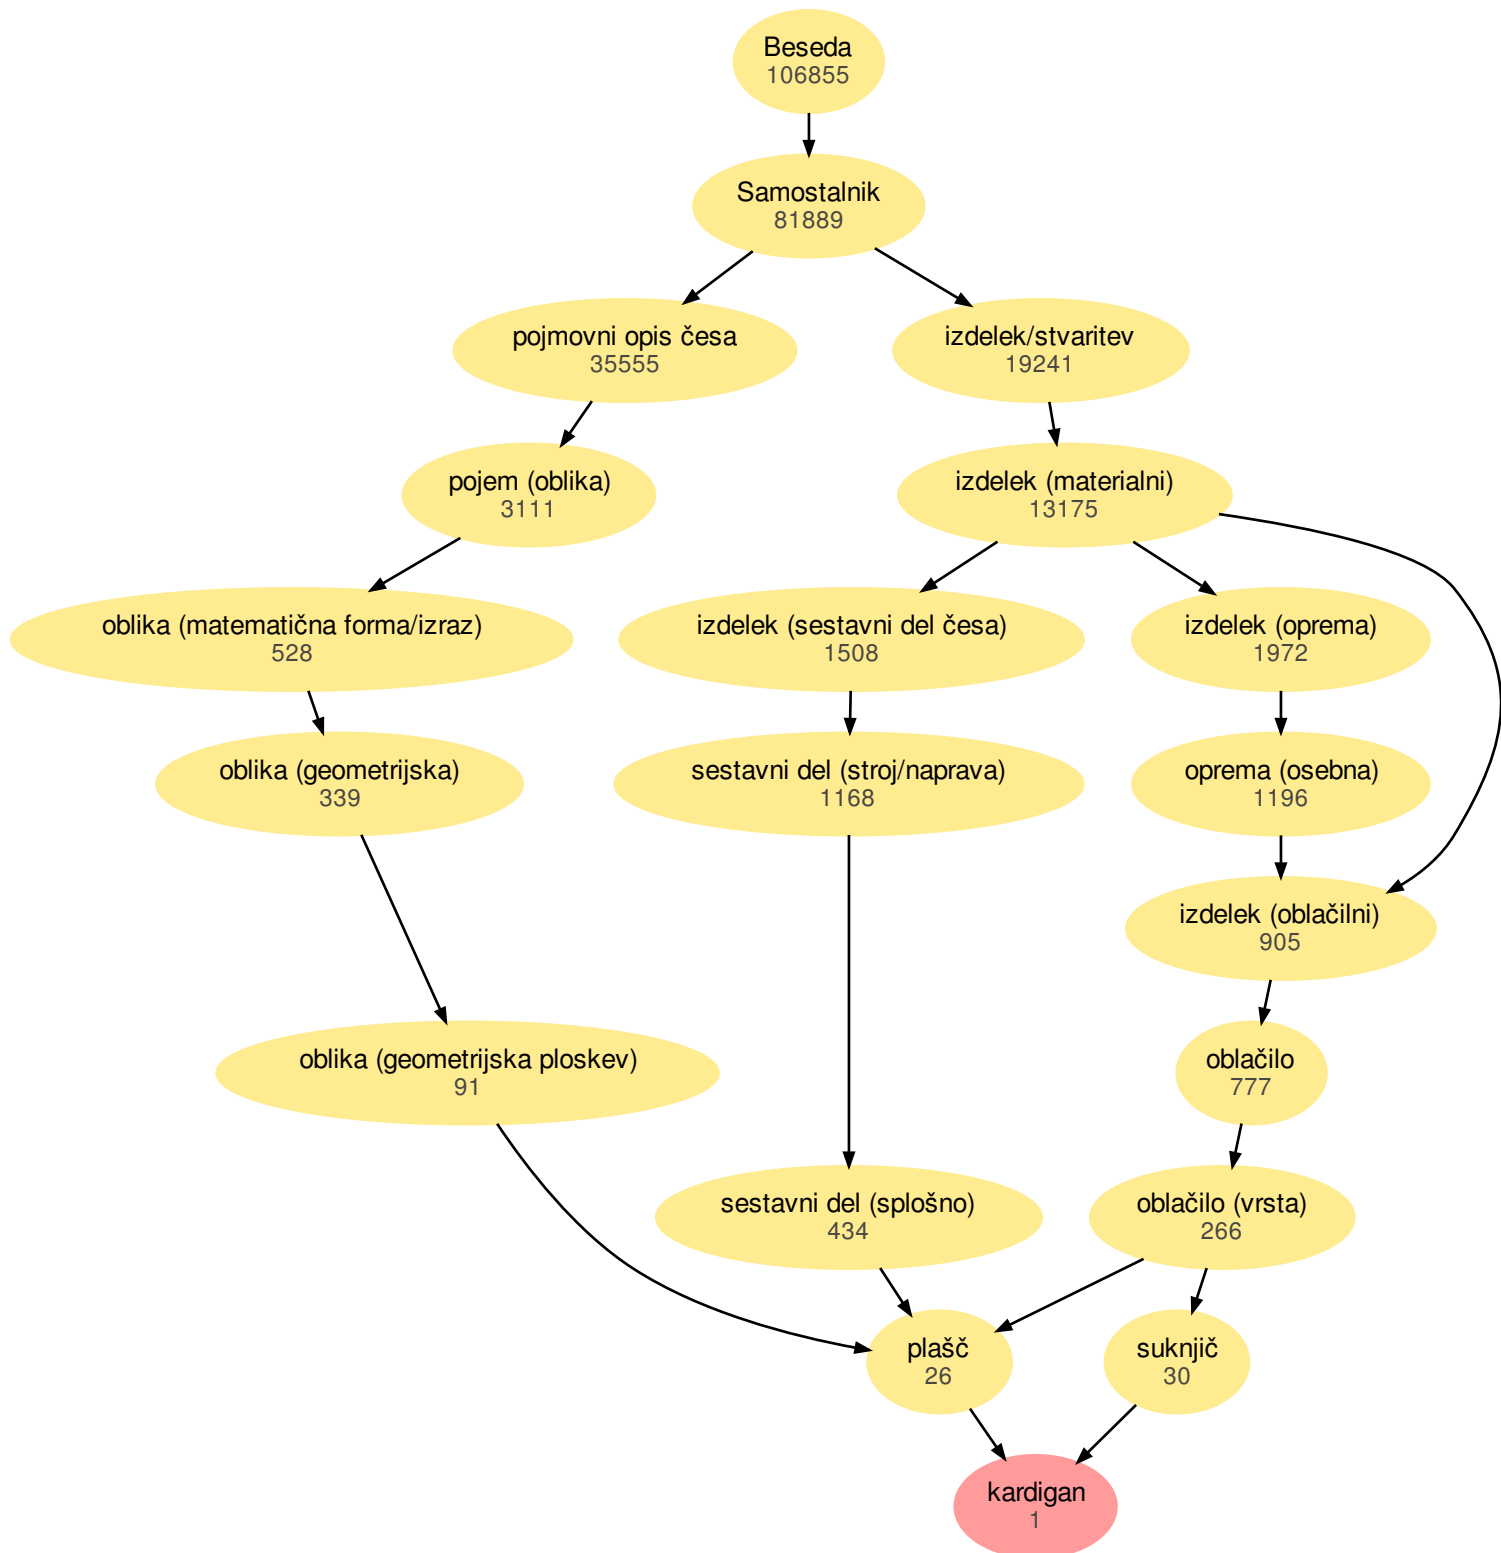 Beseda
106855
Samostalnik
81889
pojmovni opis česa
35555
izdelek/stvaritev
19241
pojem (oblika)
3111
izdelek (materialni)
13175
oblika (matematična forma/izraz)
528
izdelek (sestavni del česa)
1508
izdelek (oprema)
1972
oblika (geometrijska)
339
sestavni del (stroj/naprava)
1168
oprema (osebna)
1196
izdelek (oblačilni)
905
oblika (geometrijska ploskev)
91
oblačilo
777
sestavni del (splošno)
434
oblačilo (vrsta)
266
plašč
26
suknjič
30
kardigan
1